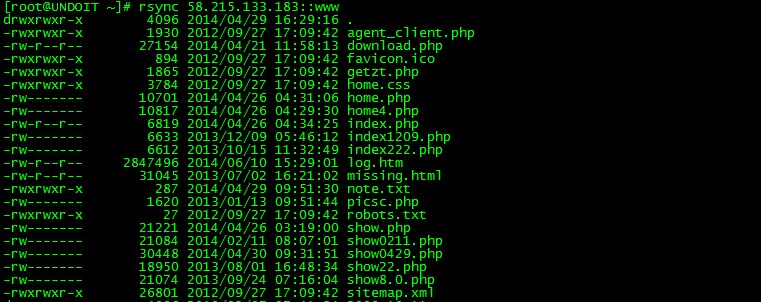 [root@UNDOIT ~]# rsync 58.215.133.183::www
drwxrwxr-x 4096 2014/04/29 16:29:16 .
-rwxrwxr-x 1930 2012/09/27 17:09:42 agent_client.php
-rw-r--r-- 27154 2014/04/21 11:58:13 download.php
-rwxrwxr-x 894 2012/09/27 17:09:42 favicon.ico
-rwxrwxr-x 1865 2012/09/27 17:09:42 getzt.php
-rwxrwxr-x 3784 2012/09/27 17:09:42 home.css
-rw------- 10701 2014/04/26 04:31:06 home.php
-rw------- 10817 2014/04/26 04:29:30 home4.php
-rw-r--r-- 6819 2014/04/26 04:34:25 index.php
-rw------- 6633 2013/12/09 05:46:12 index1209.php
-rw------- 6612 2013/10/15 11:32:49 index222.php
-rw-r--r-- 2847496 2014/06/10 15:29:01 log.htm
-rw-r--r-- 31045 2013/07/02 16:21:02 missing.html
-rwxrwxr-x 287 2014/04/29 09:51:30 note.txt
-rw------- 1620 2013/01/13 09:51:44 picsc.php
-rwxrwxr-x 27 2012/09/27 17:09:42 robots.txt
-rw------- 21221 2014/04/26 03:19:00 show.php
-rw------- 21084 2014/02/11 08:07:01 show0211.php
-rw------- 30448 2014/04/30 09:31:51 show0429.php
-rw------- 18950 2013/08/01 16:48:34 show22.php
-rw------- 21074 2013/09/24 07:16:04 show8.0.php
-rwxrwxr-x 26801 2012/09/27 17:09:42 sitemap.xml